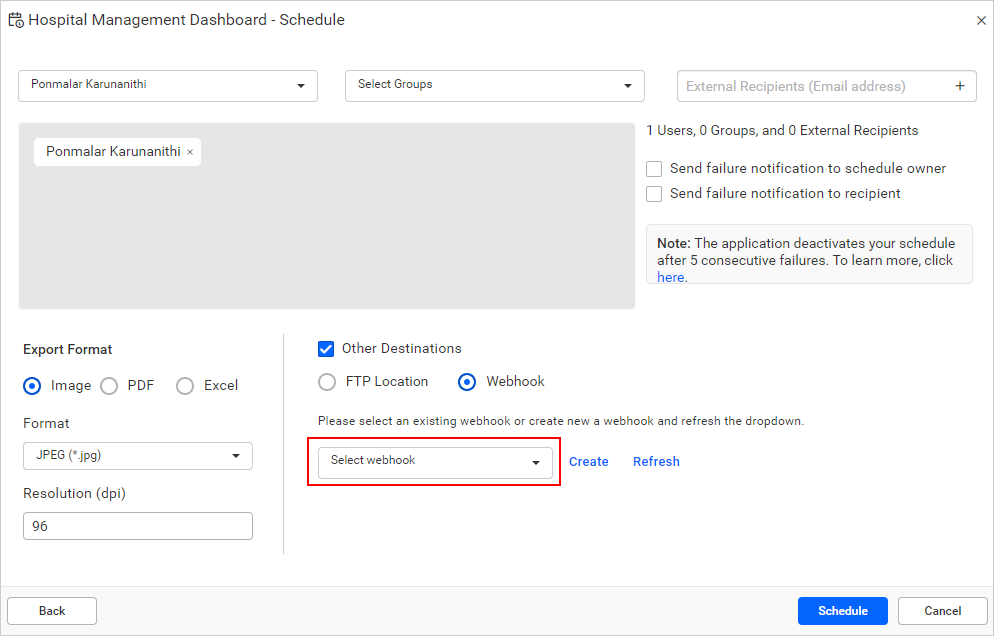 Hospital Management Dashboard - Schedule
Ponmalar Karunanithi
Select Groups
External Recipients (Email address) +
Ponmalar Karunanithi ×
1 Users, 0 Groups, and 0 External Recipients
Send failure notification to schedule owner
Send failure notification to recipient
Note: The application deactivates your schedule
after 5 consecutive failures. To learn more, click
here.
Export Format
Image PDF Excel
Format
JPEG (*.jpg)
Resolution (dpi)
96
Other Destinations
FTP Location Webhook
Please select an existing webhook or create new a webhook and refresh the dropdown.
Select webhook Create Refresh
Back Schedule Cancel